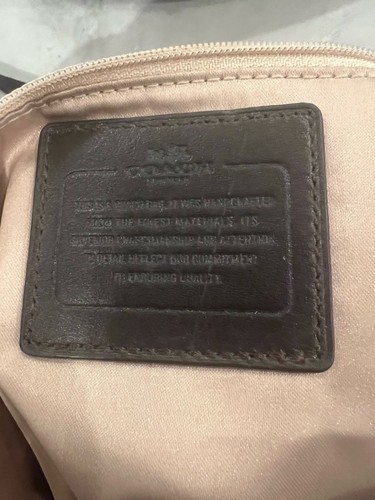 COACH
THIS IS A COACH BAG. IT WAS HANDCRAFTED
FROM THE FINEST MATERIALS. ITS
SUPERIOR CRAFTSMANSHIP AND ATTENTION
TO DETAIL REFLECT OUR COMMITMENT
TO ENDURING QUALITY.